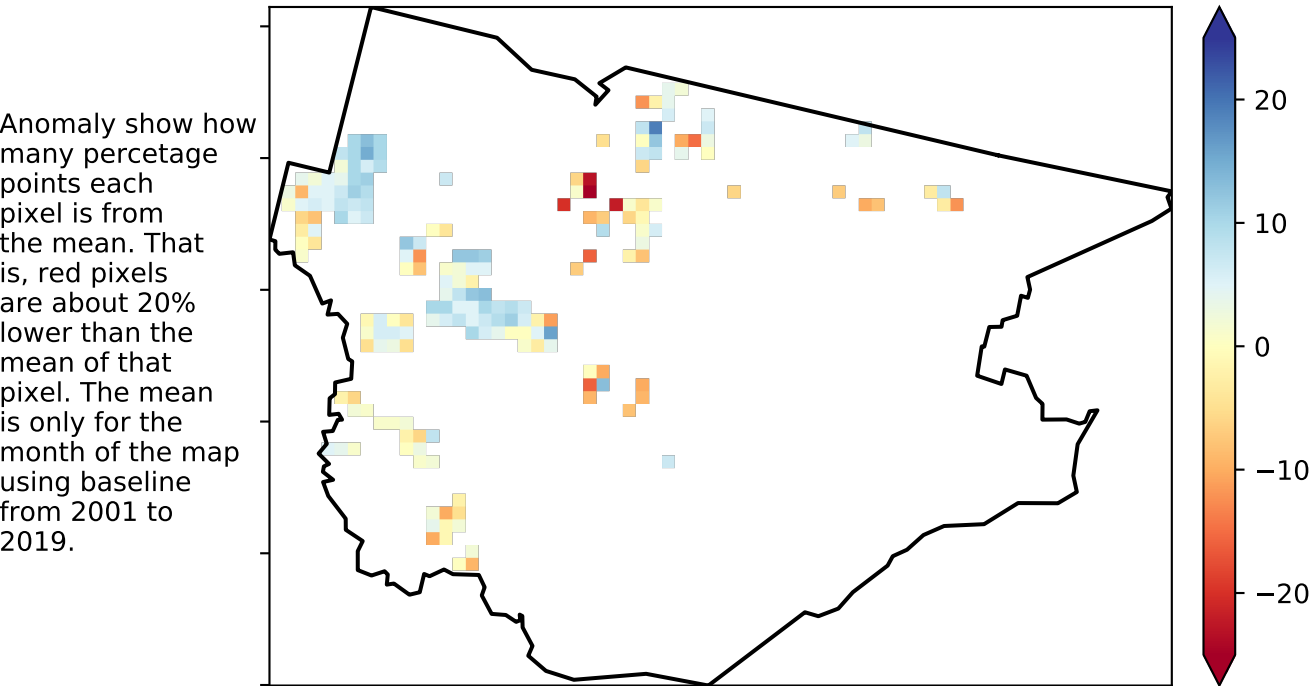 Anomaly show how
many percetage
points each
pixel is from
the mean. That
is, red pixels
are about 20%
lower than the
mean of that
pixel. The mean
is only for the
month of the map
using baseline
from 2001 to
2019.
20
10
0
−10
−20